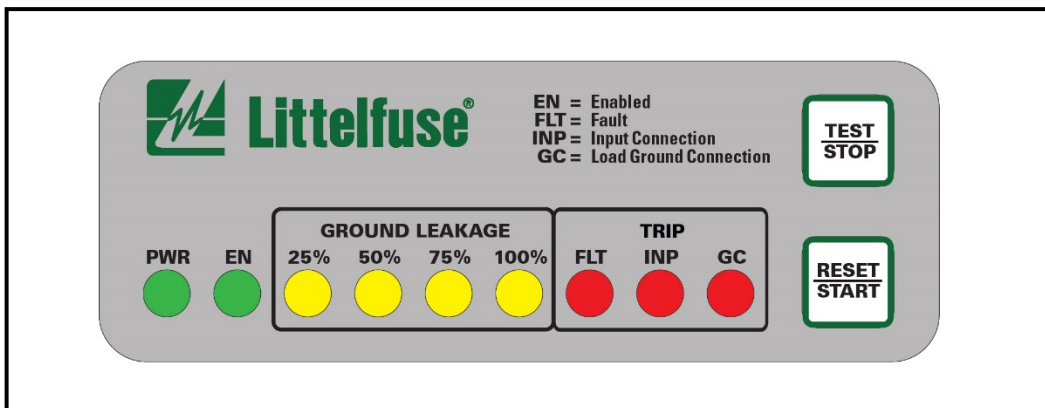 Littelfuse®
EN = Enabled
FLT = Fault
INP = Input Connection
GC = Load Ground Connection
TEST
STOP
GROUND LEAKAGE
TRIP
PWR EN 25% 50% 75% 100% FLT INP GC
RESET
START